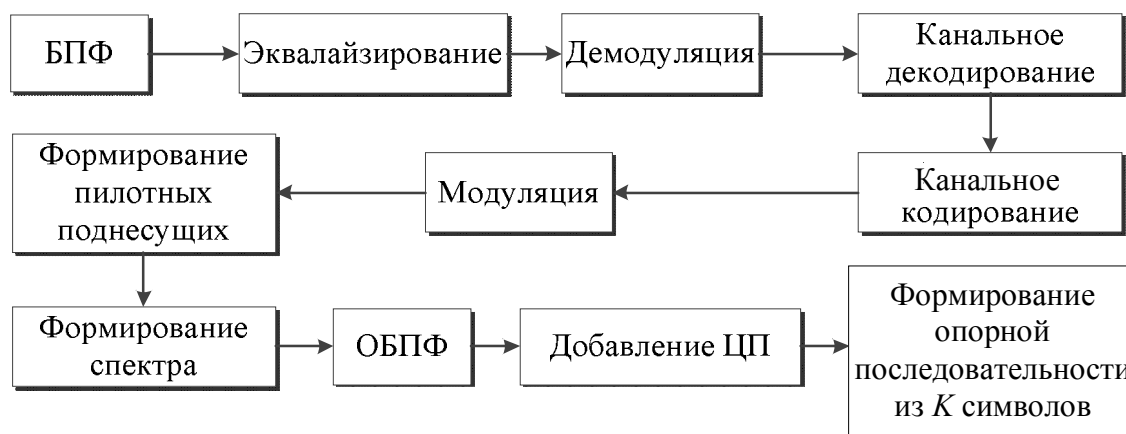 БПФ
Эквалайзирование
Демодуляция
Канальное
декодирование
Канальное
кодирование
Модуляция
Формирование
пилотных
поднесущих
Формирование
спектра
ОБПФ
Добавление ЦП
Формирование
опорной
последовательности
из K символов